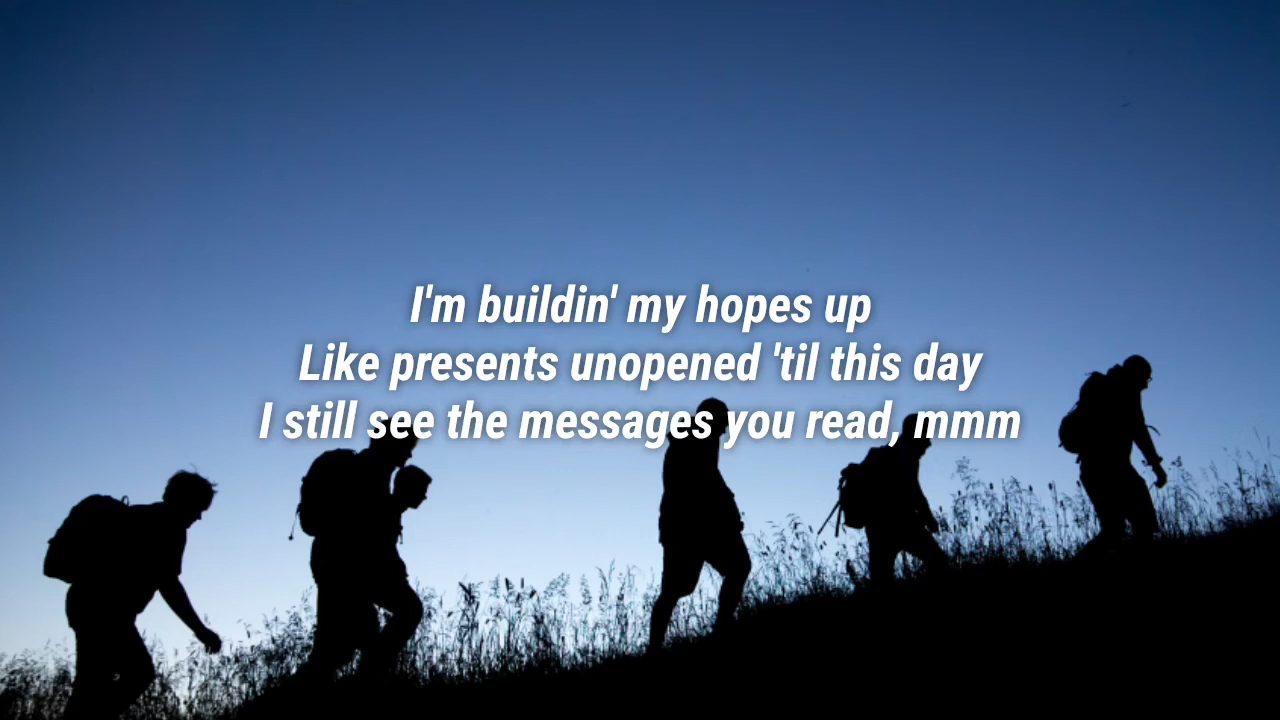 I'm buildin' my hopes up
Like presents unopened 'til this day
I still see the messages you read, mmm